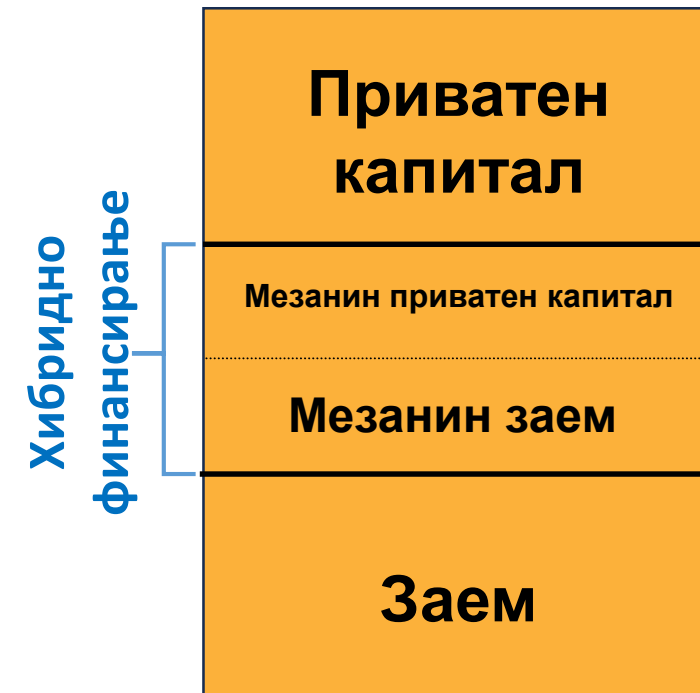 Приватен
капитал
Хибридно
финансирање
Мезанин приватен капитал
Мезанин заем
Заем